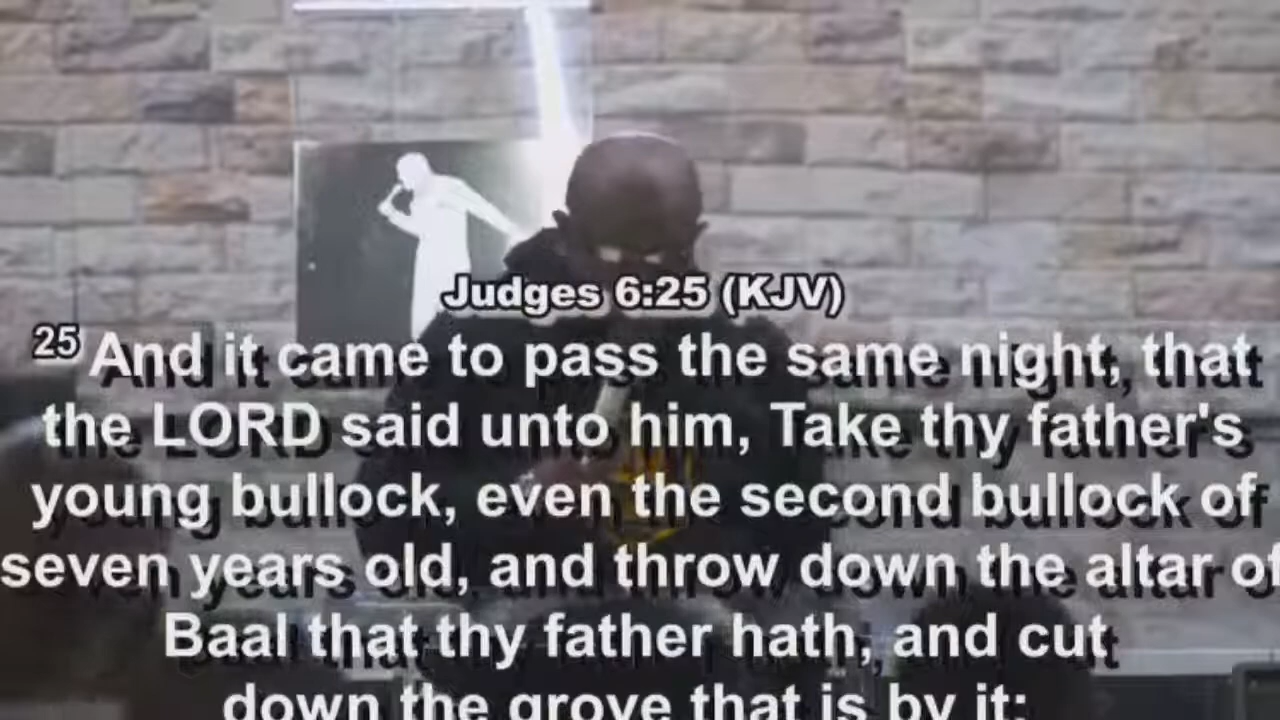 Judges 6:25 (KJV)
25 And it came to pass the same night, that
the LORD said unto him, Take thy father's
young bullock, even the second bullock of
seven years old, and throw down the altar of
Baal that thy father hath, and cut
down the grove that is by it: